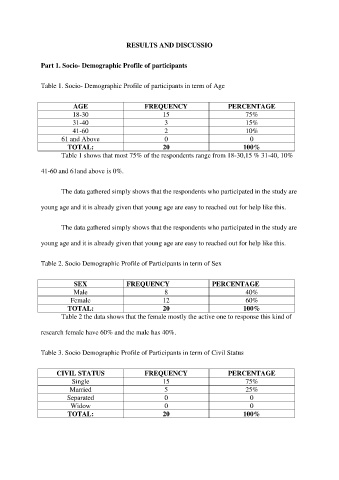 RESULTS AND DISCUSSIO
Part 1. Socio- Demographic Profile of participants
Table 1. Socio- Demographic Profile of participants in term of Age
AGE FREQUENCY PERCENTAGE
18-30 15 75%
31-40 3 15%
41-60 2 10%
61 and Above 0 0
TOTAL: 20 100%
Table 1 shows that most 75% of the respondents range from 18-30,15 % 31-40, 10%
41-60 and 61and above is 0%.
The data gathered simply shows that the respondents who participated in the study are
young age and it is already given that young age are easy to reached out for help like this.
The data gathered simply shows that the respondents who participated in the study are
young age and it is already given that young age are easy to reached out for help like this.
Table 2. Socio Demographic Profile of Participants in term of Sex
SEX FREQUENCY PERCENTAGE
Male 8 40%
Female 12 60%
TOTAL: 20 100%
Table 2 the data shows that the female mostly the active one to response this kind of
research female have 60% and the male has 40%.
Table 3. Socio Demographic Profile of Participants in term of Civil Status
CIVIL STATUS FREQUENCY PERCENTAGE
Single 15 75%
Married 5 25%
Separated 0 0
Widow 0 0
TOTAL: 20 100%